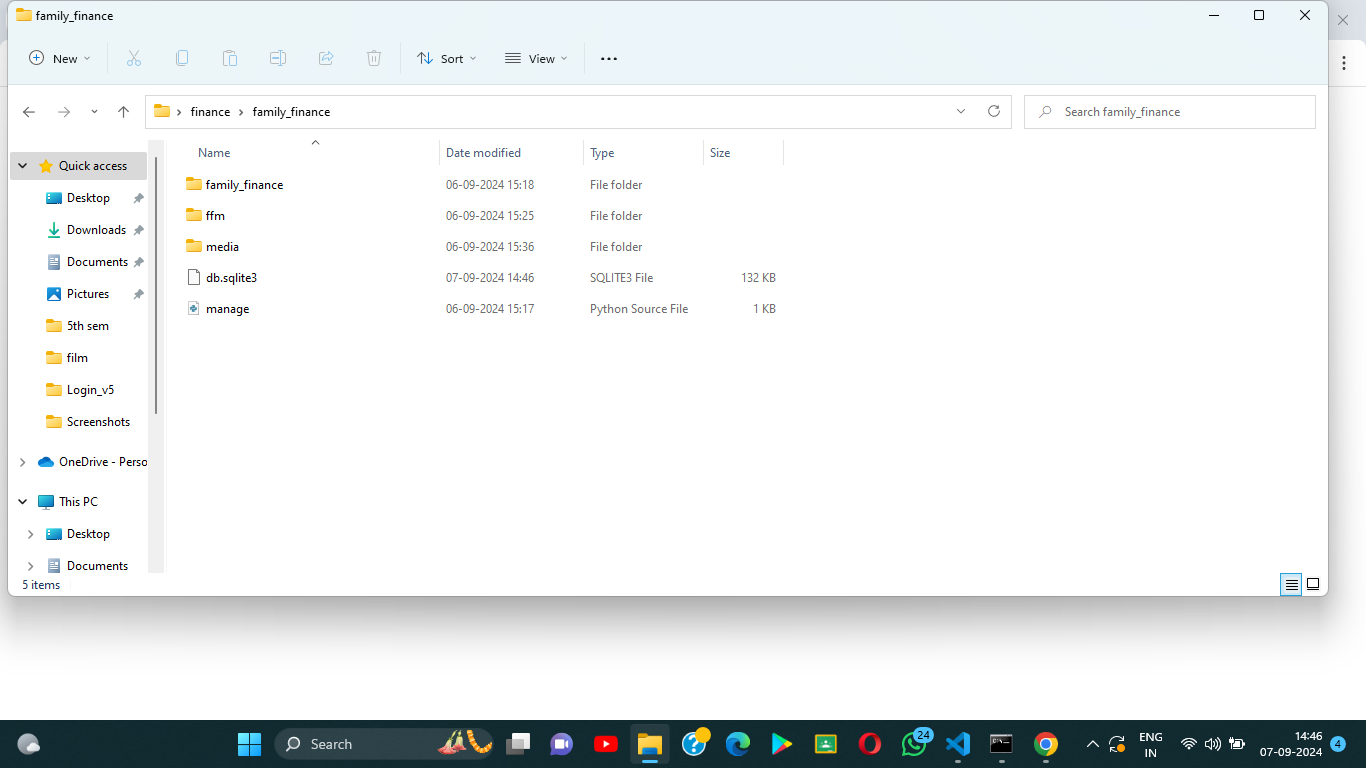 family_finance
New
Sort
View
finance
family_finance
Search family_finance
Name
Date modified
Type
Size
Quick access
Desktop
Downloads
Documents
Pictures
5th sem
film
Login_v5
Screenshots
OneDrive - Perso
This PC
Desktop
Documents
family_finance 06-09-2024 15:18 File folder
ffm 06-09-2024 15:25 File folder
media 06-09-2024 15:36 File folder
db.sqlite3 07-09-2024 14:46 SQLITE3 File 132 KB
manage 06-09-2024 15:17 Python Source File 1 KB
5 items
Search
24
ENG
IN
14:46
07-09-2024
4